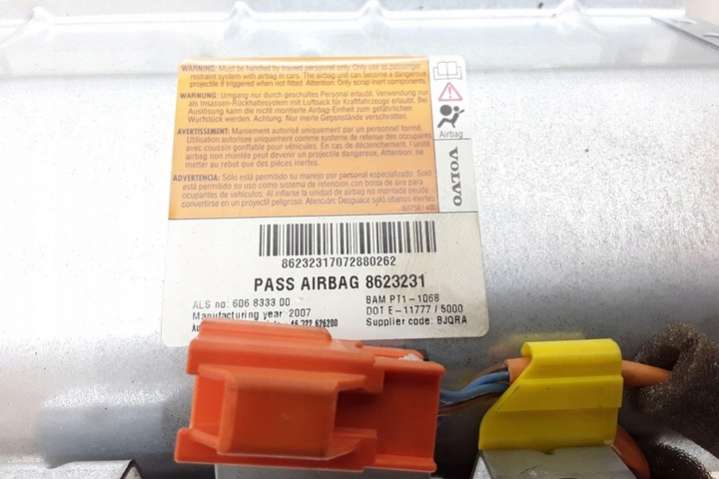 WARNING: Must be handled by trained personnel only. Only to be used as passenger
restraint system with airbag in cars. The airbag unit can become a dangerous
projectile if triggered when not fitted. Attention: Only scrap inert components.
WARNUNG: Umgang nur durch geschultes Personal erlaubt. Verwendung nur
als Insassen-Rückhaltesystem mit Luftsack für Kraftfahrzeuge erlaubt. Bei
Auslösung kann die nicht montierte Airbag-Einheit zum gefährlichen
Wurfstück werden. Achtung: Nur inerte Gegenstände verschrotten.
AVERTISSEMENT: Maniement autorisé uniquement par un personnel formé.
Utilisation autorisée uniquement comme système de retenue des occupants
avec coussin gonflable pour véhicules. En cas de déclenchement, l'unité
airbag non montée peut devenir un projectile dangereux. Attention: ne
mettre au rebut que des pièces inertes.
ADVERTENCIA: Sólo está permitido su manejo por personal especializado. Sólo
está permitido su uso como sistema de retención con bolsa de aire para
ocupantes de vehículos. Al inflarse la unidad de airbag no montada puede
convertirse en un proyectil peligroso. Atención: Desguace sólo objetos inertes
Airbag
VOLVO
86232317072880262
PASS AIRBAG 8623231
ALS no: 606 8333 00
BAM PT1-1068
Manufacturing year: 2007
DOT E-11777 / 5000
Supplier code: BJQRA